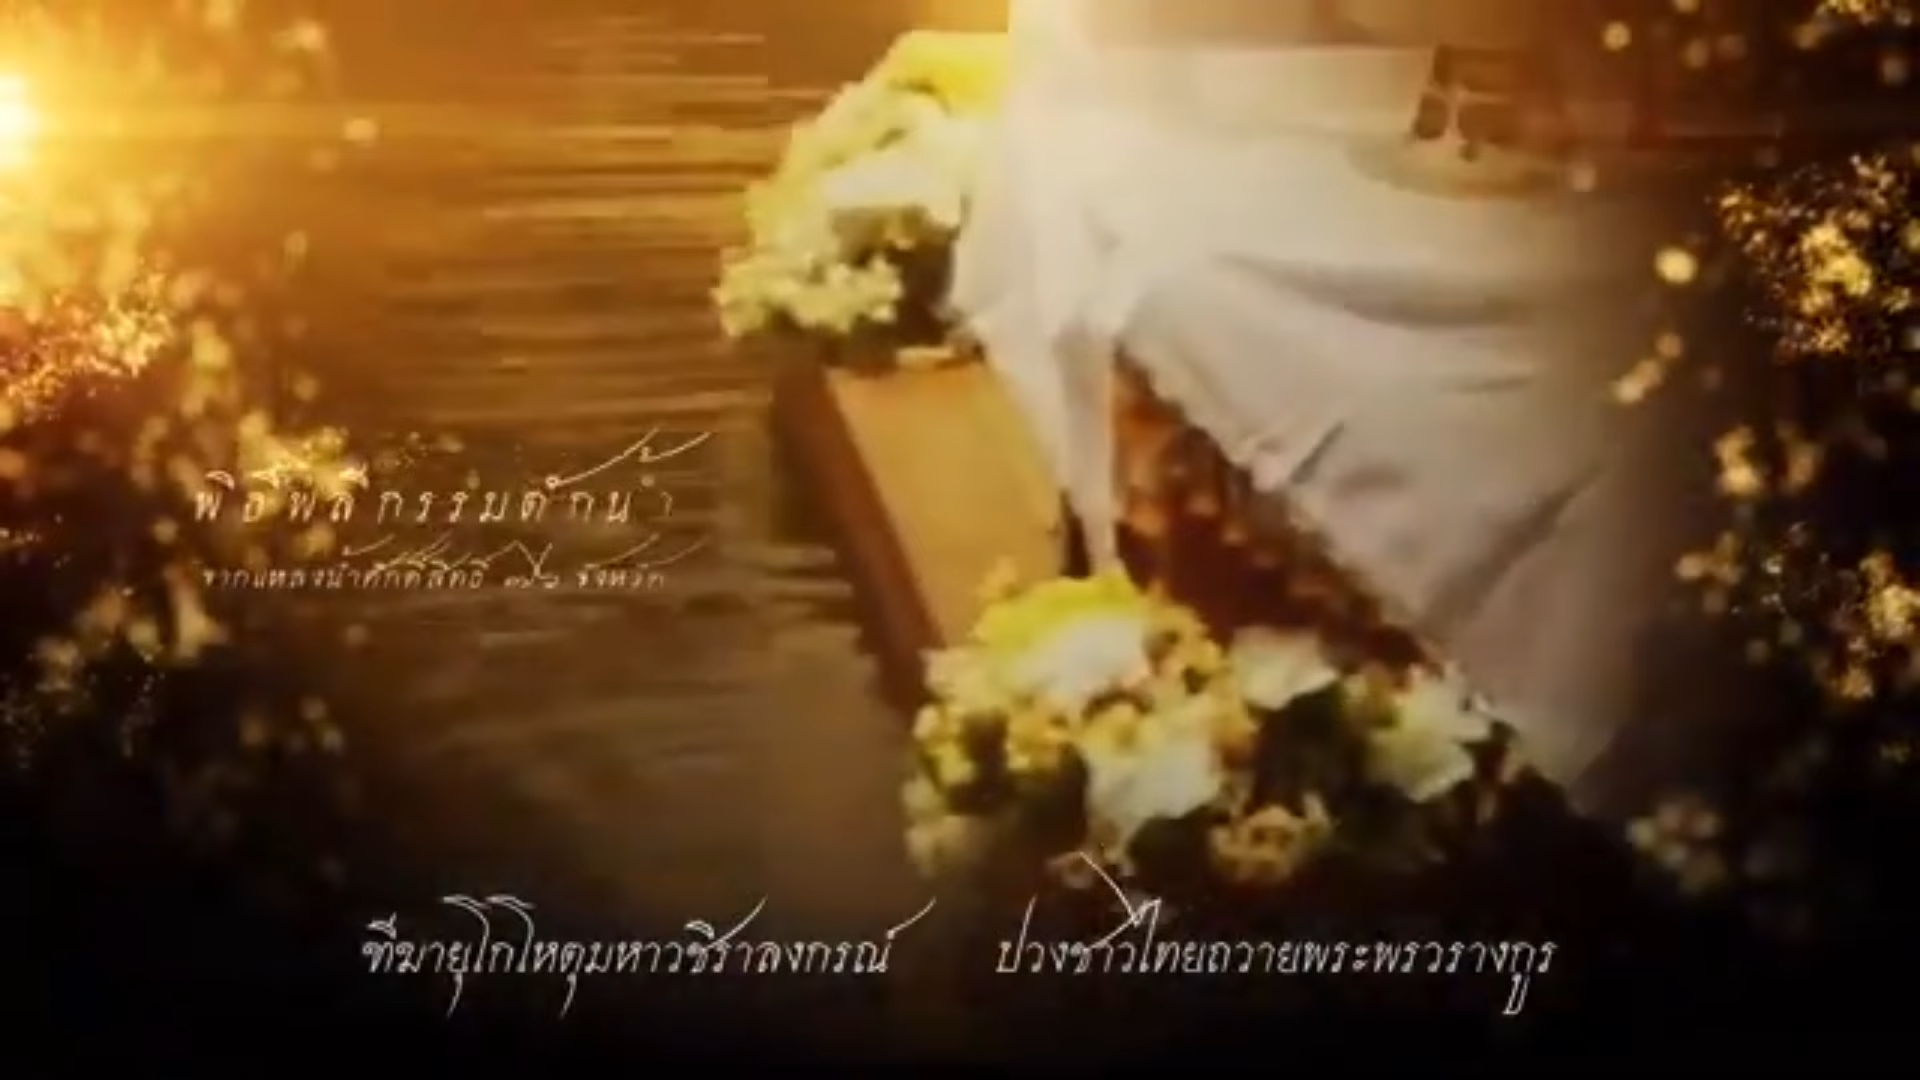 พิธีพลีกรรมตักน้ำ
จากแหล่งน้ำศักดิ์สิทธิ์ ๗๖ จังหวัด
ฑีฆายุโกโหตุมหาวชิราลงกรณ์ ปวงชาวไทยถวายพระพรวรางกูร